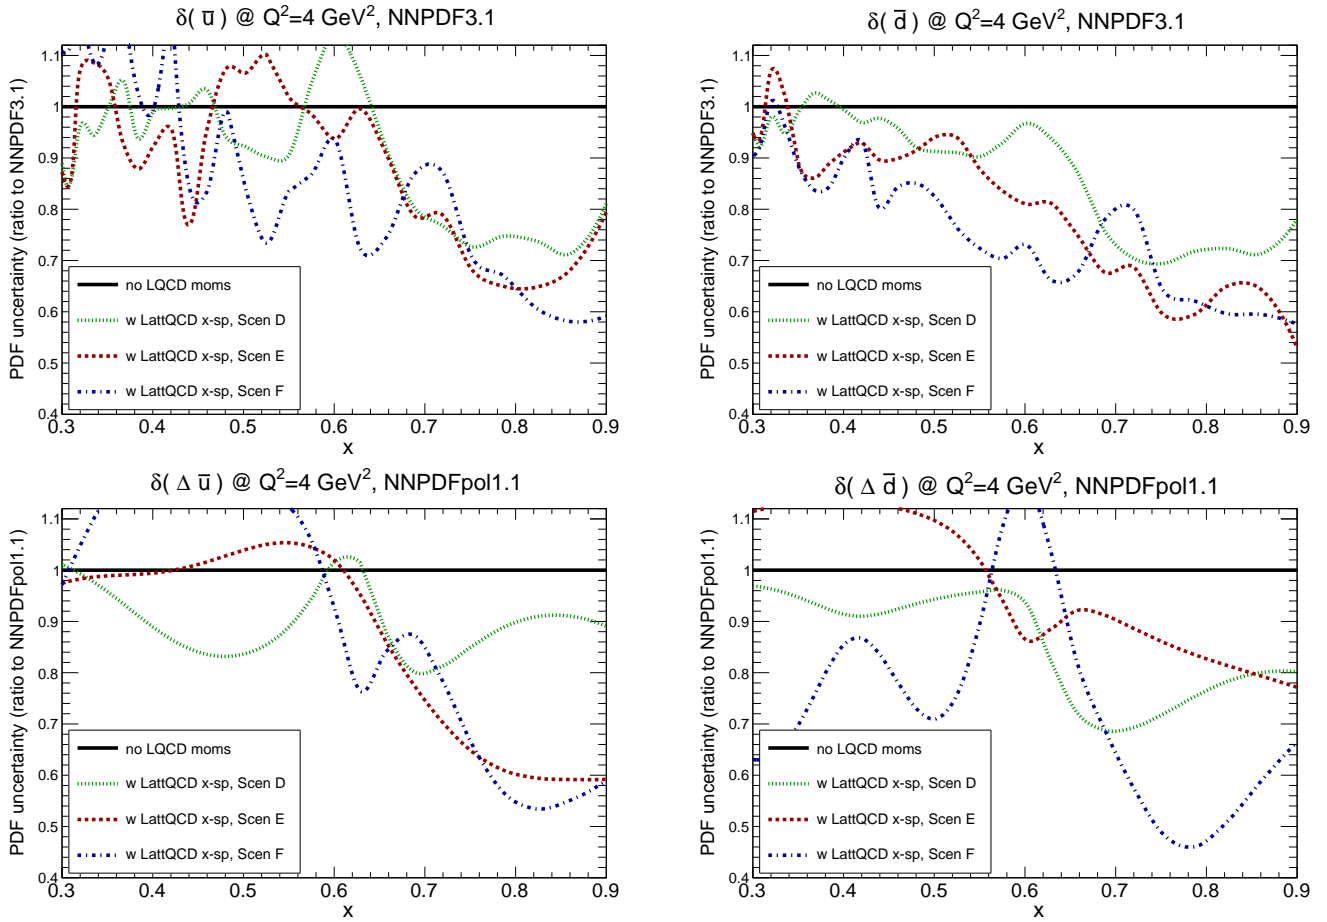 δ( ū ) @ Q²=4 GeV², NNPDF3.1
PDF uncertainty (ratio to NNPDF3.1)
1.1
1
0.9
0.8
0.7
0.6
0.5
0.4
no LQCD moms
w LattQCD x-sp, Scen D
w LattQCD x-sp, Scen E
w LattQCD x-sp, Scen F
0.3 0.4 0.5 0.6 0.7 0.8 0.9
x
δ( d̄ ) @ Q²=4 GeV², NNPDF3.1
PDF uncertainty (ratio to NNPDF3.1)
1.1
1
0.9
0.8
0.7
0.6
0.5
0.4
no LQCD moms
w LattQCD x-sp, Scen D
w LattQCD x-sp, Scen E
w LattQCD x-sp, Scen F
0.3 0.4 0.5 0.6 0.7 0.8 0.9
x
δ( Δ ū ) @ Q²=4 GeV², NNPDFpol1.1
PDF uncertainty (ratio to NNPDFpol1.1)
1.1
1
0.9
0.8
0.7
0.6
0.5
0.4
no LQCD moms
w LattQCD x-sp, Scen D
w LattQCD x-sp, Scen E
w LattQCD x-sp, Scen F
0.3 0.4 0.5 0.6 0.7 0.8 0.9
x
δ( Δ d̄ ) @ Q²=4 GeV², NNPDFpol1.1
PDF uncertainty (ratio to NNPDFpol1.1)
1.1
1
0.9
0.8
0.7
0.6
0.5
0.4
no LQCD moms
w LattQCD x-sp, Scen D
w LattQCD x-sp, Scen E
w LattQCD x-sp, Scen F
0.3 0.4 0.5 0.6 0.7 0.8 0.9
x